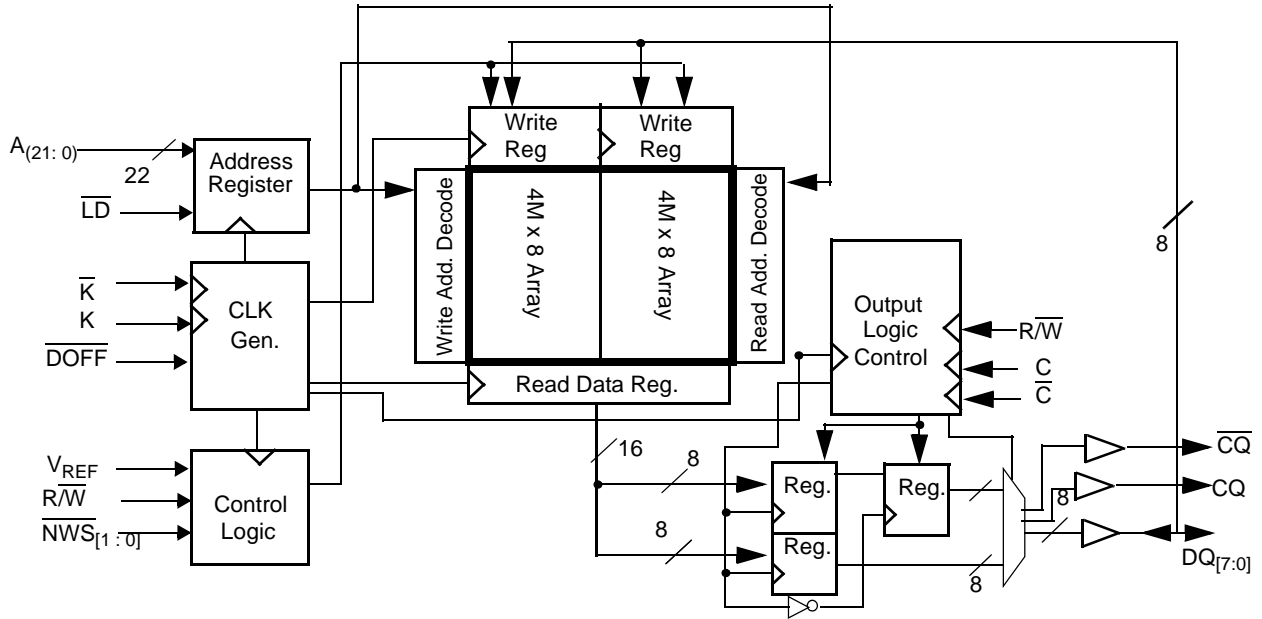 A(21: 0)
22
LD
Address
Register
K
K
DOFF
CLK
Gen.
VREF
R/W
NWS[1 : 0]
Control
Logic
Write
Reg
Write
Reg
Write Add. Decode
4M x 8 Array
4M x 8 Array
Read Add. Decode
Read Data Reg.
16
8
8
Output
Logic
Control
R/W
C
C
8
Reg.
Reg.
Reg.
8
8
CQ
CQ
DQ[7:0]